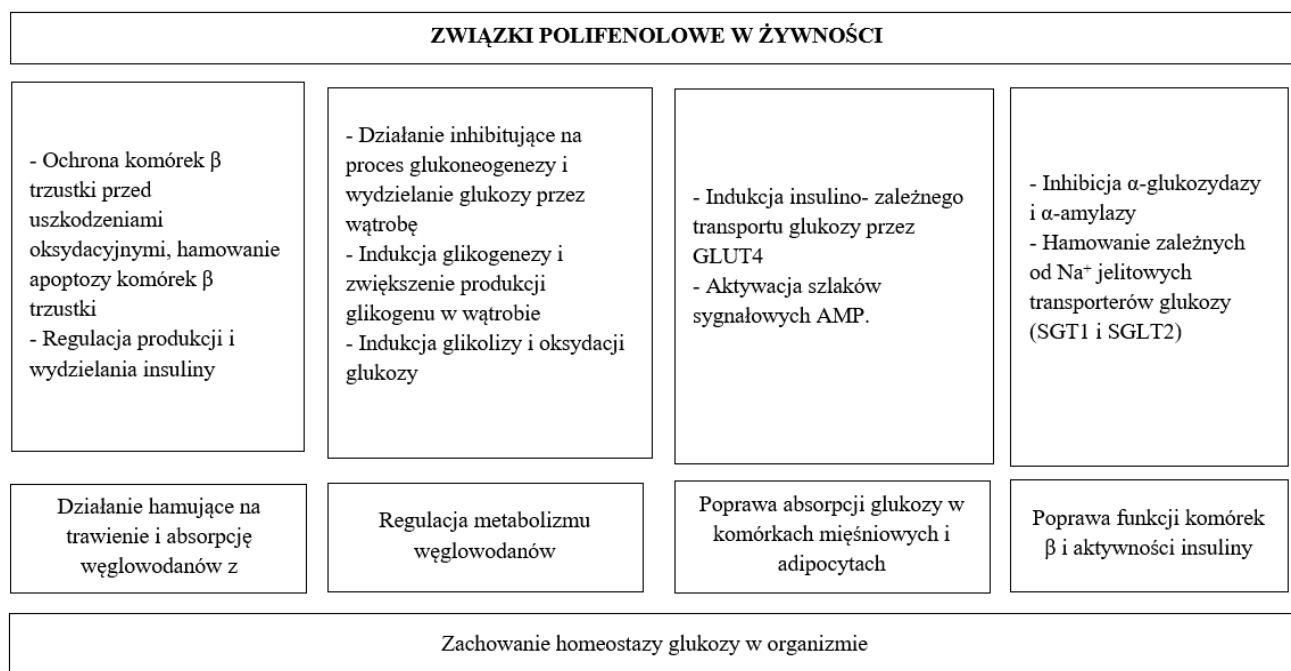 ZWIĄZKI POLIFENOLOWE W ŻYWNOŚCI
- Ochrona komórek β
trzustki przed
uszkodzeniami
oksydacyjnymi, hamowanie
apoptozy komórek β
trzustki
- Regulacja produkcji i
wydzielania insuliny
- Działanie inhibitujące na
proces glukoneogenezy i
wydzielanie glukozy przez
wątrobę
- Indukcja glikogenezy i
zwiększenie produkcji
glikogenu w wątrobie
- Indukcja glikolizy i oksydacji
glukozy
- Indukcja insulino- zależnego
transportu glukozy przez
GLUT4
- Aktywacja szlaków
sygnałowych AMP.
- Inhibicja α-glukozydazy
i α-amylazy
- Hamowanie zależnych
od Na⁺ jelitowych
transporterów glukozy
(SGT1 i SGLT2)
Działanie hamujące na
trawienie i absorpcję
węglowodanów z
Regulacja metabolizmu
węglowodanów
Poprawa absorpcji glukozy w
komórkach mięśniowych i
adipocytach
Poprawa funkcji komórek
β i aktywności insuliny
Zachowanie homeostazy glukozy w organizmie